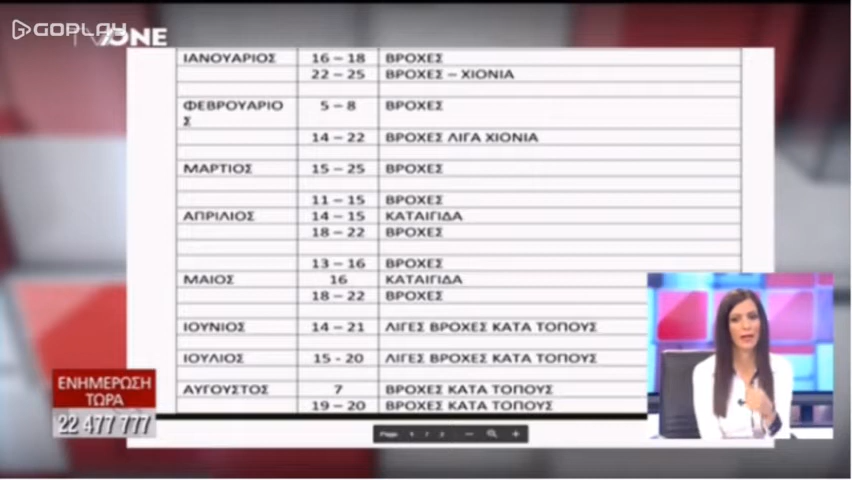 GOPLAY
TVONE
ΙΑΝΟΥΑΡΙΟΣ 16 – 18 ΒΡΟΧΕΣ
22 – 25 ΒΡΟΧΕΣ – ΧΙΟΝΙΑ
ΦΕΒΡΟΥΑΡΙΟ 5 – 8 ΒΡΟΧΕΣ
Σ
14 – 22 ΒΡΟΧΕΣ ΛΙΓΑ ΧΙΟΝΙΑ
ΜΑΡΤΙΟΣ 15 – 25 ΒΡΟΧΕΣ
11 – 15 ΒΡΟΧΕΣ
ΑΠΡΙΛΙΟΣ 14 – 15 ΚΑΤΑΙΓΙΔΑ
18 – 22 ΒΡΟΧΕΣ
13 – 16 ΒΡΟΧΕΣ
ΜΑΙΟΣ 16 ΚΑΤΑΙΓΙΔΑ
18 – 22 ΒΡΟΧΕΣ
ΙΟΥΝΙΟΣ 14 – 21 ΛΙΓΕΣ ΒΡΟΧΕΣ ΚΑΤΑ ΤΟΠΟΥΣ
ΙΟΥΛΙΟΣ 15 - 20 ΛΙΓΕΣ ΒΡΟΧΕΣ ΚΑΤΑ ΤΟΠΟΥΣ
ΑΥΓΟΥΣΤΟΣ 7 ΒΡΟΧΕΣ ΚΑΤΑ ΤΟΠΟΥΣ
19 – 20 ΒΡΟΧΕΣ ΚΑΤΑ ΤΟΠΟΥΣ
ΕΝΗΜΕΡΩΣΗ
ΤΩΡΑ
22 477 777
Page